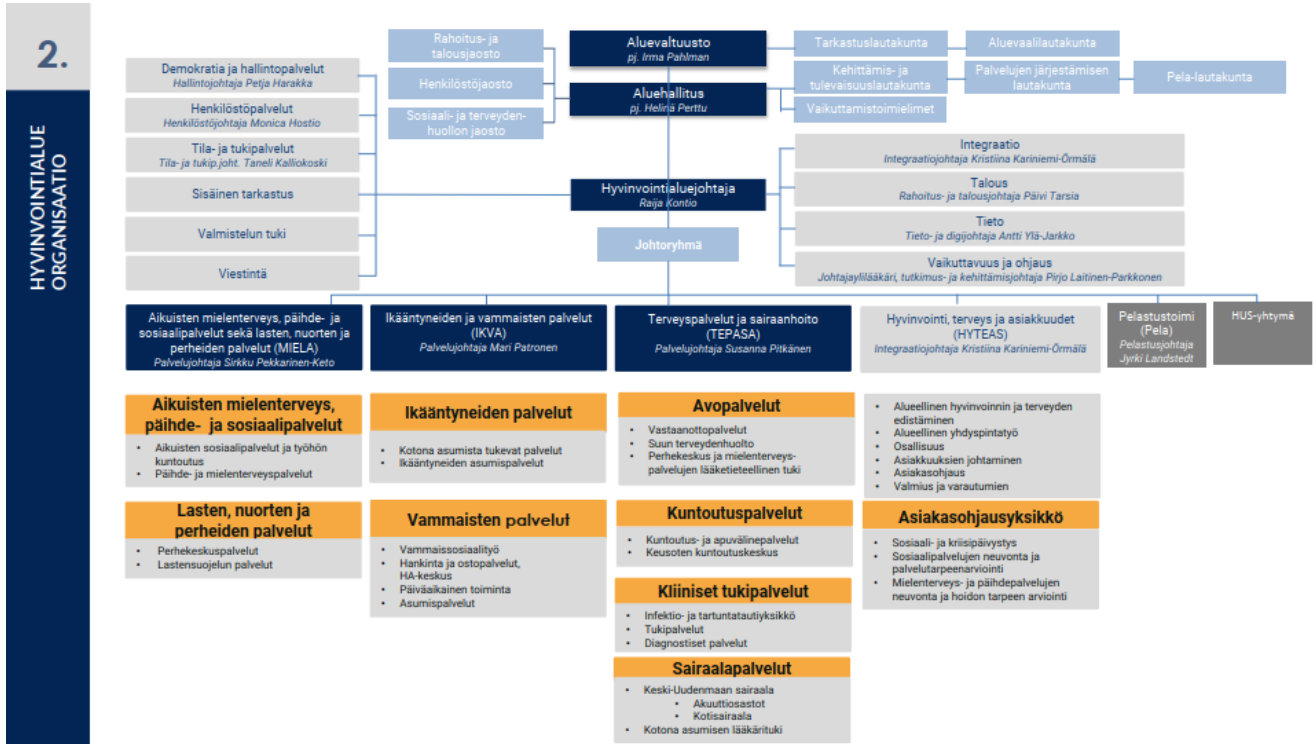 2.
HYVINVOINTIALUE
ORGANISAATIO
Rahoitus- ja
talousjaosto
Henkilöstöjaosto
Sosiaali- ja terveyden-
huollon jaosto
Aluevaltuusto
pj. Irma Pahlman
Aluehallitus
pj. Helinä Perttu
Tarkastuslautakunta
Aluevaalilautakunta
Kehittämis- ja
tulevaisuuslautakunta
Palvelujen järjestämisen
lautakunta
Pela-lautakunta
Vaikuttamistoimielimet
Demokratia ja hallintopalvelut
Hallintojohtaja Petja Harakka
Henkilöstöpalvelut
Henkilöstöjohtaja Monica Hostio
Tila- ja tukipalvelut
Tila- ja tukip.joht. Taneli Kalliokoski
Sisäinen tarkastus
Valmistelun tuki
Viestintä
Hyvinvointialuejohtaja
Raija Kontio
Johtoryhmä
Integraatio
Integraatiojohtaja Kristiina Kariniemi-Örmälä
Talous
Rahoitus- ja talousjohtaja Päivi Tarsia
Tieto
Tieto- ja digijohtaja Antti Ylä-Jarkko
Vaikuttavuus ja ohjaus
Johtajaylilääkäri, tutkimus- ja kehittämisjohtaja Pirjo Laitinen-Parkkonen
Aikuisten mielenterveys, päihde- ja
sosiaalipalvelut sekä lasten, nuorten ja
perheiden palvelut (MIELA)
Palvelujohtaja Sirkku Pekkarinen-Keto
Ikääntyneiden ja vammaisten palvelut
(IKVA)
Palvelujohtaja Mari Patronen
Terveyspalvelut ja sairaanhoito
(TEPASA)
Palvelujohtaja Susanna Pitkänen
Hyvinvointi, terveys ja asiakkuudet
(HYTEAS)
Integraatiojohtaja Kristiina Kariniemi-Örmälä
Pelastustoimi
(Pela)
Pelastusjohtaja
Jyrki Landstedt
HUS-yhtymä
Aikuisten mielenterveys,
päihde- ja sosiaalipalvelut
• Aikuisten sosiaalipalvelut ja työhön
kuntoutus
• Päihde- ja mielenterveyspalvelut
Lasten, nuorten ja
perheiden palvelut
• Perhekeskuspalvelut
• Lastensuojelun palvelut
Ikääntyneiden palvelut
• Kotona asumista tukevat palvelut
• Ikääntyneiden asumispalvelut
Vammaisten palvelut
• Vammaissosiaalityö
• Hankinta ja ostopalvelut,
HA-keskus
• Päiväaikainen toiminta
• Asumispalvelut
Avopalvelut
• Vastaanottopalvelut
• Suun terveydenhuolto
• Perhekeskus ja mielenterveys-
palvelujen lääketieteellinen tuki
Kuntoutuspalvelut
• Kuntoutus- ja apuvälinepalvelut
• Keusoten kuntoutuskeskus
Kliiniset tukipalvelut
• Infektio- ja tartuntatautiyksikkö
• Tukipalvelut
• Diagnostiset palvelut
Sairaalapalvelut
• Keski-Uudenmaan sairaala
• Akuuttiosastot
• Kotisairaala
• Kotona asumisen lääkärituki
• Alueellinen hyvinvoinnin ja terveyden
edistäminen
• Alueellinen yhdyspintatyö
• Osallisuus
• Asiakkuuksien johtaminen
• Asiakasohjaus
• Valmius ja varautumien
Asiakasohjausyksikkö
• Sosiaali- ja kriisipäivystys
• Sosiaalipalvelujen neuvonta ja
palvelutarpeenarviointi
• Mielenterveys- ja päihdepalvelujen
neuvonta ja hoidon tarpeen arviointi